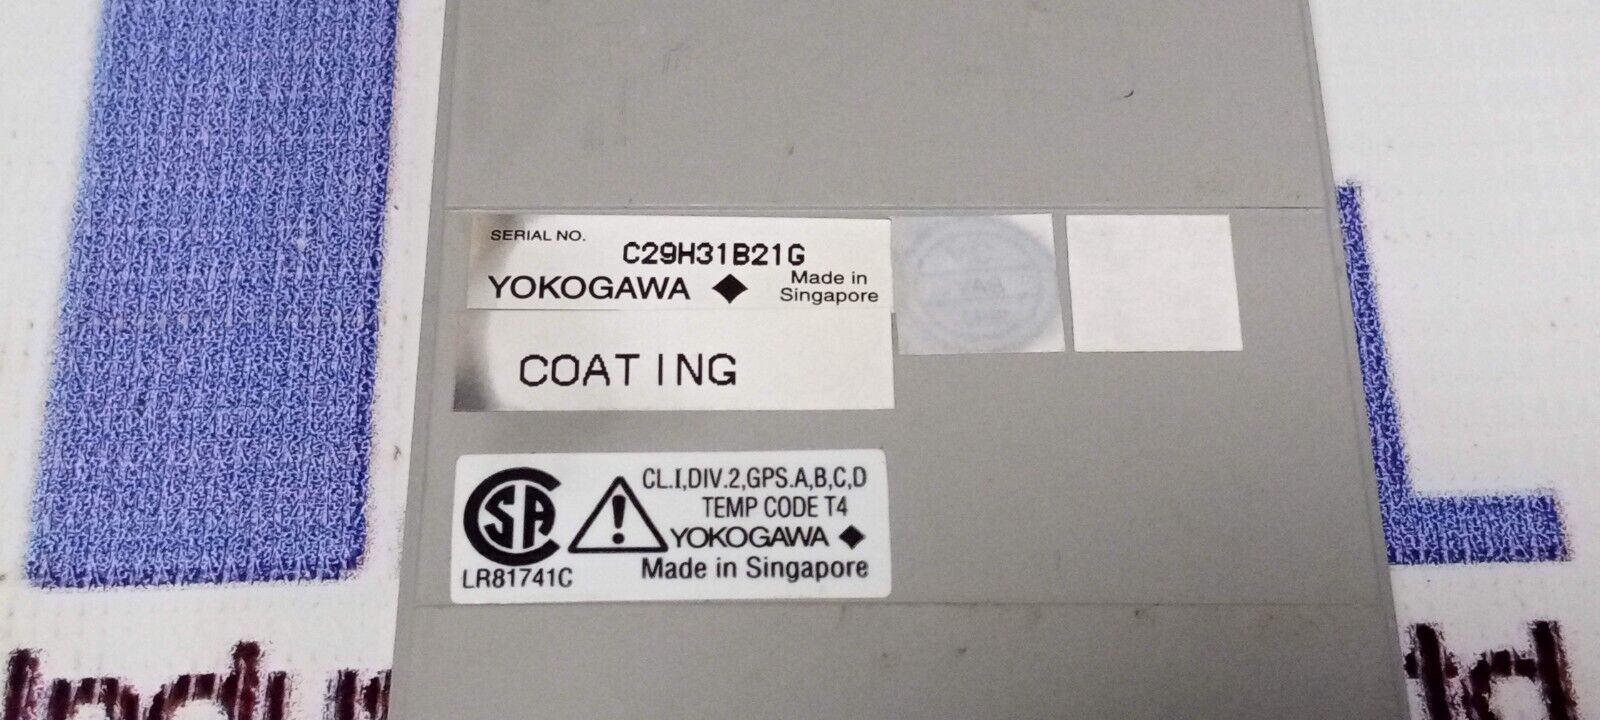 SERIAL NO.
C29H31B21G
YOKOGAWA ◆ Made in Singapore
COATING
CL.I,DIV.2,GPS.A,B,C,D
TEMP CODE T4
YOKOGAWA ◆
LR81741C
Made in Singapore